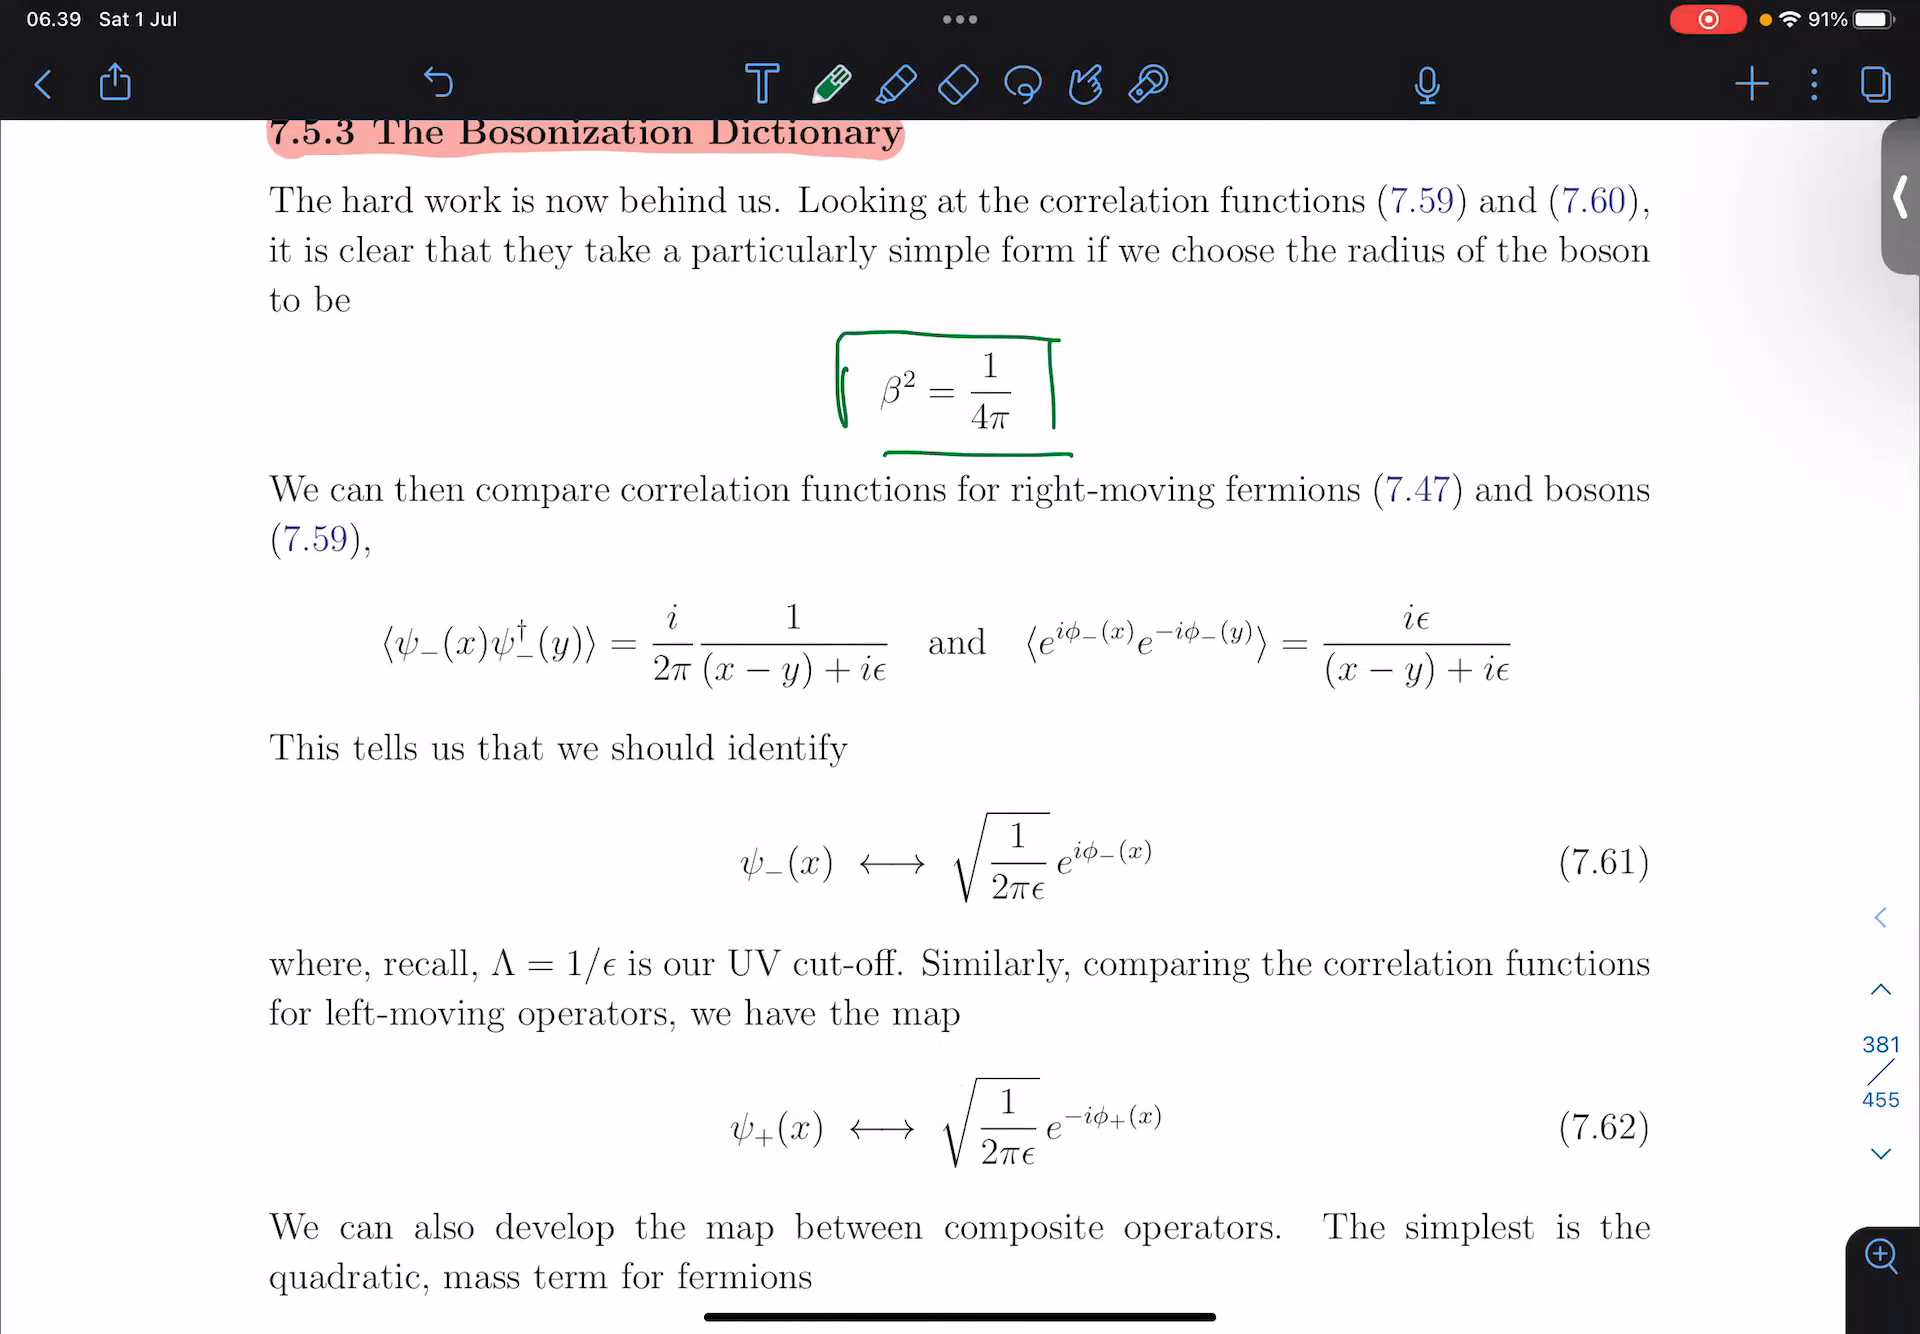 06.39 Sat 1 Jul
91%
7.5.3 The Bosonization Dictionary
The hard work is now behind us. Looking at the correlation functions (7.59) and (7.60),
it is clear that they take a particularly simple form if we choose the radius of the boson
to be
β² = 1/4π
We can then compare correlation functions for right-moving fermions (7.47) and bosons
(7.59),
⟨ψ₋(x)ψ₋†(y)⟩ = i/2π 1/((x − y) + iϵ) and ⟨e^{iϕ₋(x)}e^{−iϕ₋(y)}⟩ = iϵ/((x − y) + iϵ)
This tells us that we should identify
ψ₋(x) ⟷ √(1/2πϵ) e^{iϕ₋(x)} (7.61)
where, recall, Λ = 1/ϵ is our UV cut-off. Similarly, comparing the correlation functions
for left-moving operators, we have the map
ψ₊(x) ⟷ √(1/2πϵ) e^{−iϕ₊(x)} (7.62)
We can also develop the map between composite operators. The simplest is the
quadratic, mass term for fermions
381
/
455